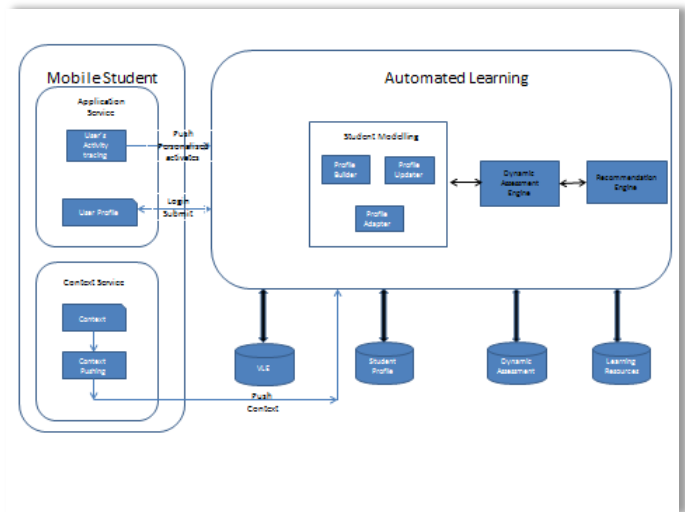 Mobile Student
Application
Service
User's
Activity
tracing
User Profile
Push
Personalised
activates
Login
Submit
Context Service
Context
Context
Pushing
Push
Context
Automated Learning
Student Modelling
Profile
Builder
Profile
Updater
Profile
Adapter
Dynamic
Assessment
Engine
Recommendation
Engine
VLE
Student
Profile
Dynamic
Assessment
Learning
Resources